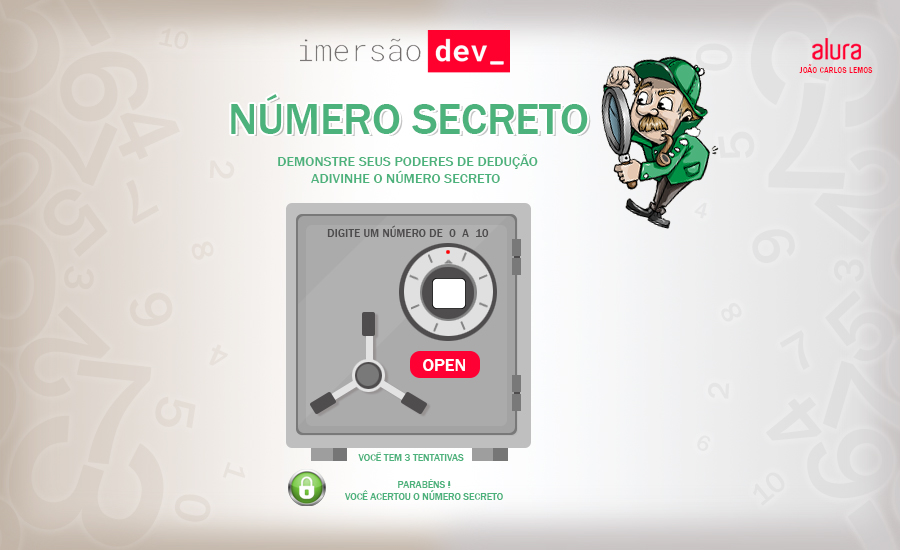 imersão dev_
alura
JOÃO CARLOS LEMOS
NÚMERO SECRETO
DEMONSTRE SEUS PODERES DE DEDUÇÃO
ADIVINHE O NÚMERO SECRETO
DIGITE UM NÚMERO DE 0 A 10
OPEN
VOCÊ TEM 3 TENTATIVAS
PARABÉNS !
VOCÊ ACERTOU O NÚMERO SECRETO